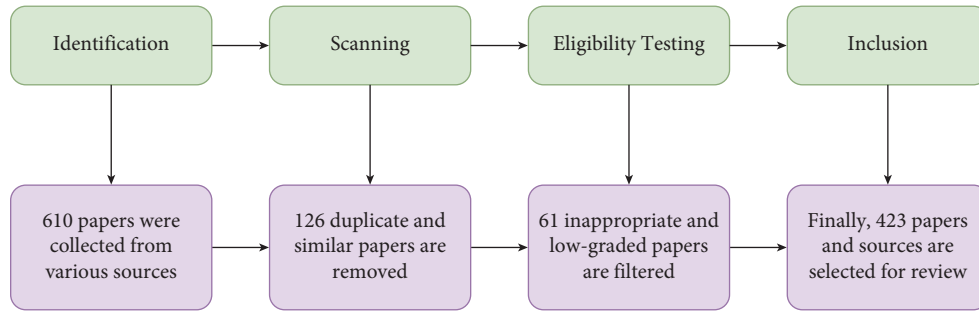 Identification
Scanning
Eligibility Testing
Inclusion
610 papers were
collected from
various sources
126 duplicate and
similar papers are
removed
61 inappropriate and
low-graded papers
are filtered
Finally, 423 papers
and sources are
selected for review